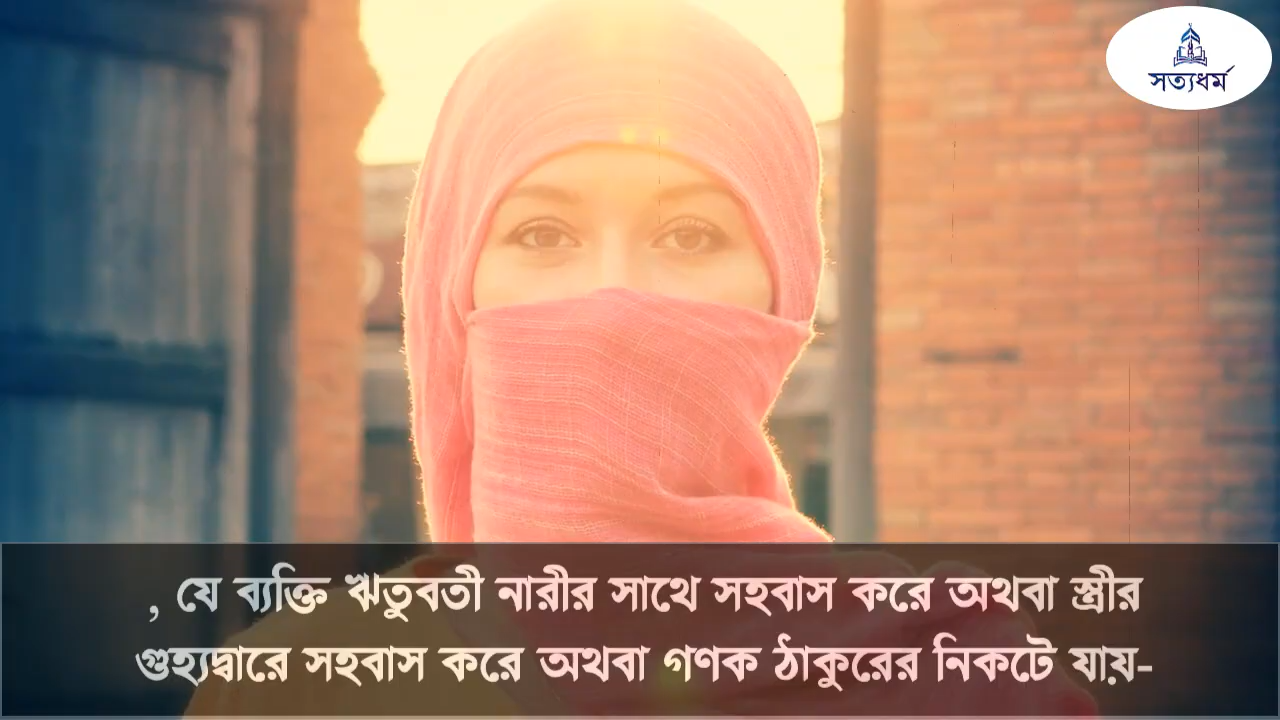 সত্যধর্ম
, যে ব্যক্তি ঋতুবতী নারীর সাথে সহবাস করে অথবা স্ত্রীর
গুহ্যদ্বারে সহবাস করে অথবা গণক ঠাকুরের নিকটে যায়-